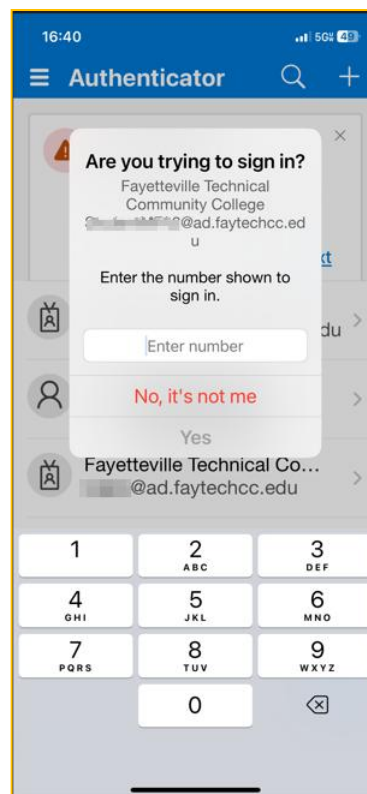 16:40
5G 49
Authenticator
Are you trying to sign in?
Fayetteville Technical
Community College
@ad.faytechcc.ed
u
Enter the number shown to
sign in.
Enter number
No, it's not me
Yes
du
Fayetteville Technical Co...
@ad.faytechcc.edu
1
2
ABC
3
DEF
4
GHI
5
JKL
6
MNO
7
PQRS
8
TUV
9
WXYZ
0